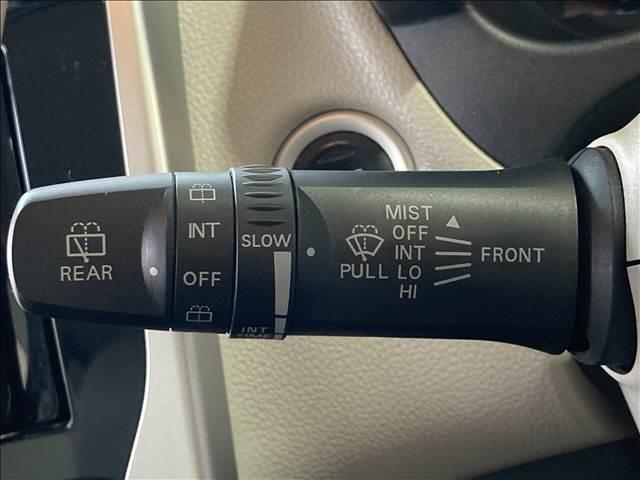 REAR
INT
OFF
SLOW
INT
TIME
PULL
MIST
OFF
INT
LO
HI
FRONT